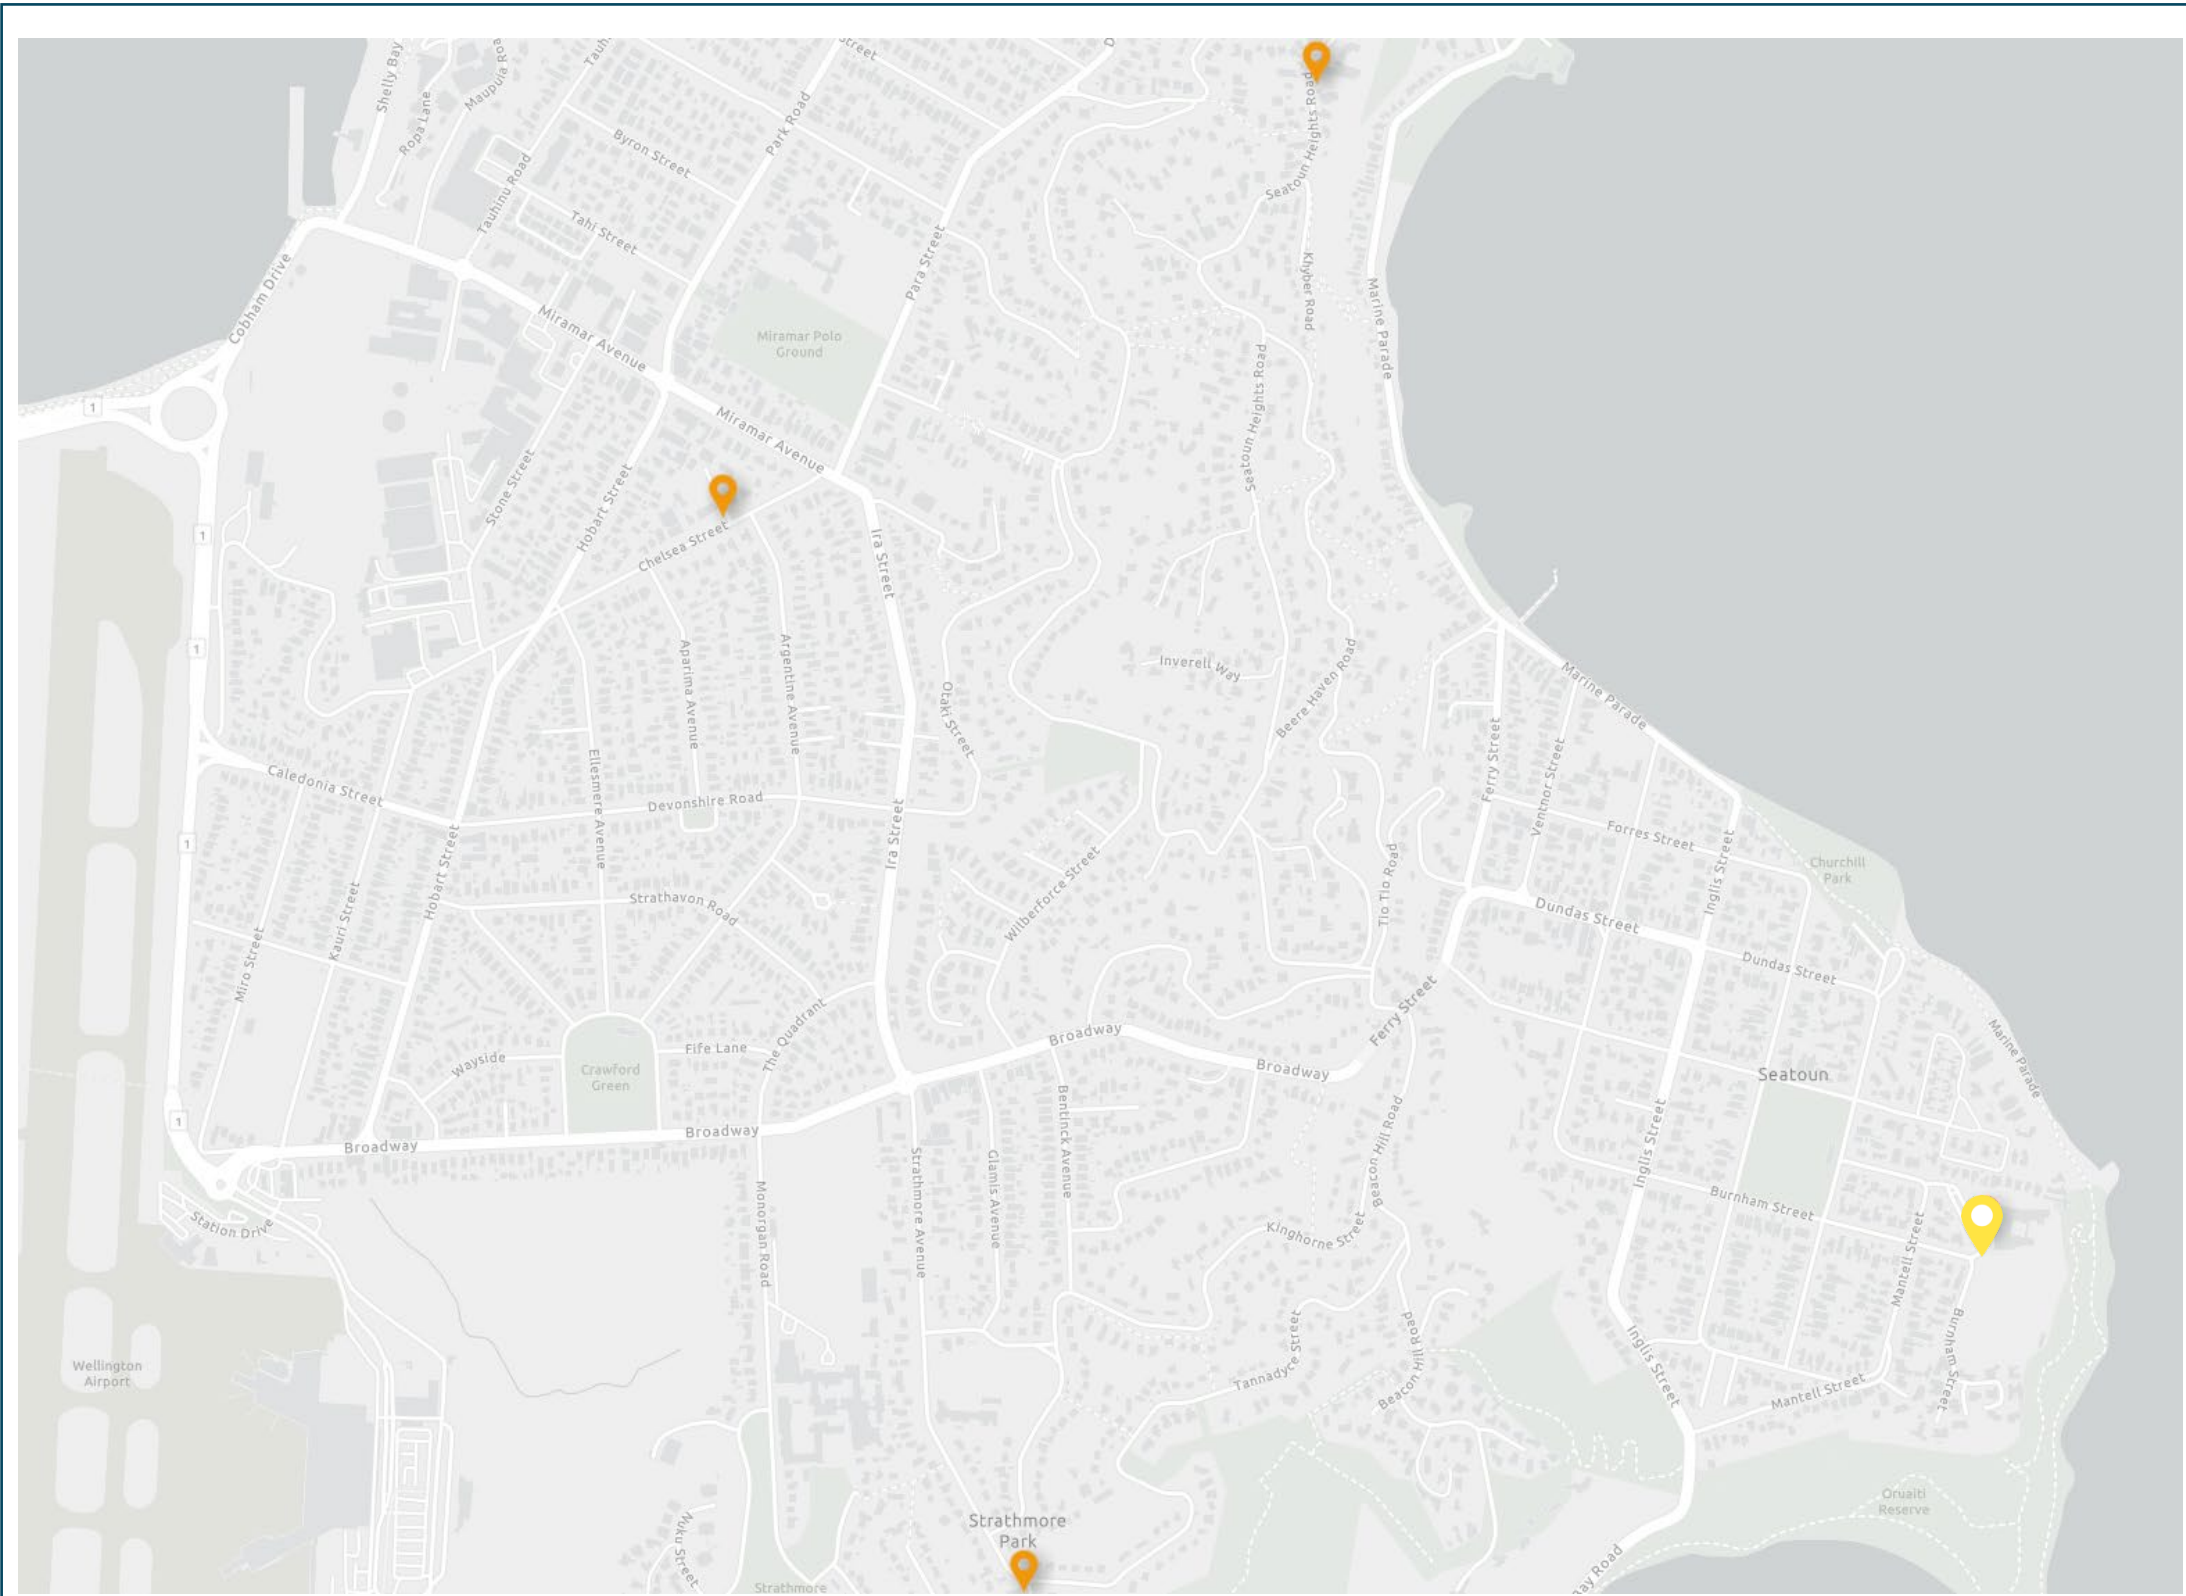 Shelly Bay
Ropa Lane
Tauhinu Road
Byron Street
Park Road
Tahi Street
Seatoun Heights Road
Cobham Drive
Para Street
Khyber Road
Marine Parade
Miramar Avenue
Miramar Polo
Ground
1
Miramar Avenue
Seatoun Heights Road
Stone Street
Hobart Street
1
Chelsea Street
Ira Street
1
Aparima Avenue
Argentine Avenue
Inverell Way
Beere Haven Road
Marine Parade
Otaki Street
Ferry Street
Ventnor Street
Caledonia Street
Ellesmere Avenue
Devonshire Road
1
Hobart Street
Ira Street
Wilberforce Street
Tio Tio Road
Forres Street
Inglis Street
Churchill
Park
Kauri Street
Strathavon Road
Dundas Street
Miro Street
Dundas Street
The Quadrant
Ferry Street
Broadway
Marine Parade
Wayside
Fife Lane
Crawford
Green
Broadway
Seatoun
1
Broadway
Broadway
Bentinck Avenue
Beacon Hill Road
Inglis Street
Strathmore Avenue
Glamis Avenue
Monorgan Road
Station Drive
Kinghorne Street
Burnham Street
Mantell Street
Wellington
Airport
Tannadyce Street
Beacon Hill Road
Inglis Street
Mantell Street
Burnham Street
Oruaiti
Reserve
Strathmore
Park
Nuku Street
Strathmore
Bay Road